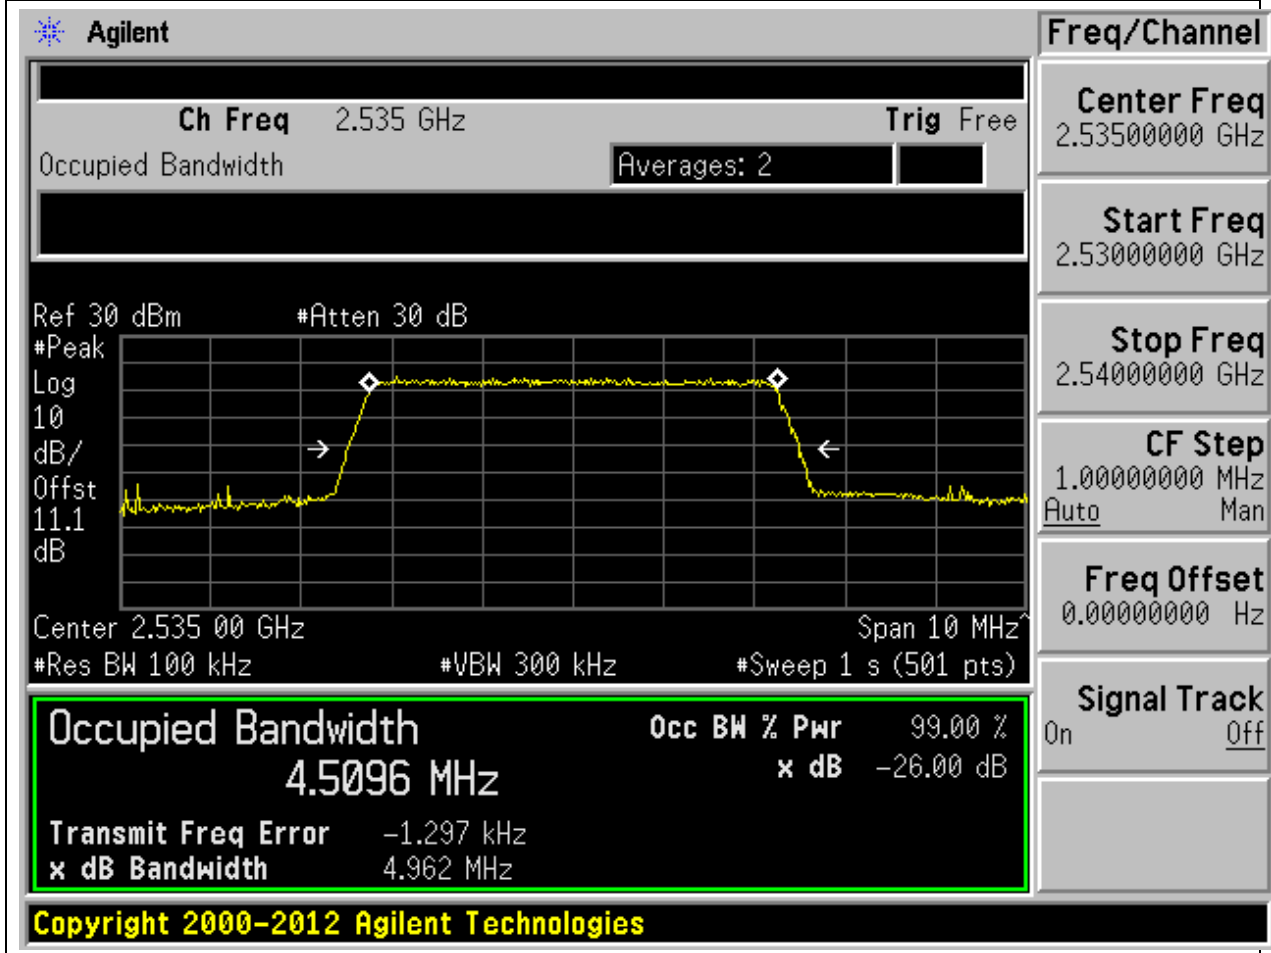 Agilent
Freq/Channel
Ch Freq 2.535 GHz Trig Free
Occupied Bandwidth Averages: 2
Center Freq
2.53500000 GHz
Start Freq
2.53000000 GHz
Stop Freq
2.54000000 GHz
CF Step
1.00000000 MHz
Auto Man
Freq Offset
0.00000000 Hz
Signal Track
On Off
Ref 30 dBm #Atten 30 dB
#Peak
Log
10
dB/
Offst
11.1
dB
Center 2.535 00 GHz Span 10 MHz^
#Res BW 100 kHz #VBW 300 kHz #Sweep 1 s (501 pts)
Occupied Bandwidth Occ BW % Pwr 99.00 %
4.5096 MHz x dB -26.00 dB
Transmit Freq Error -1.297 kHz
x dB Bandwidth 4.962 MHz
Copyright 2000-2012 Agilent Technologies